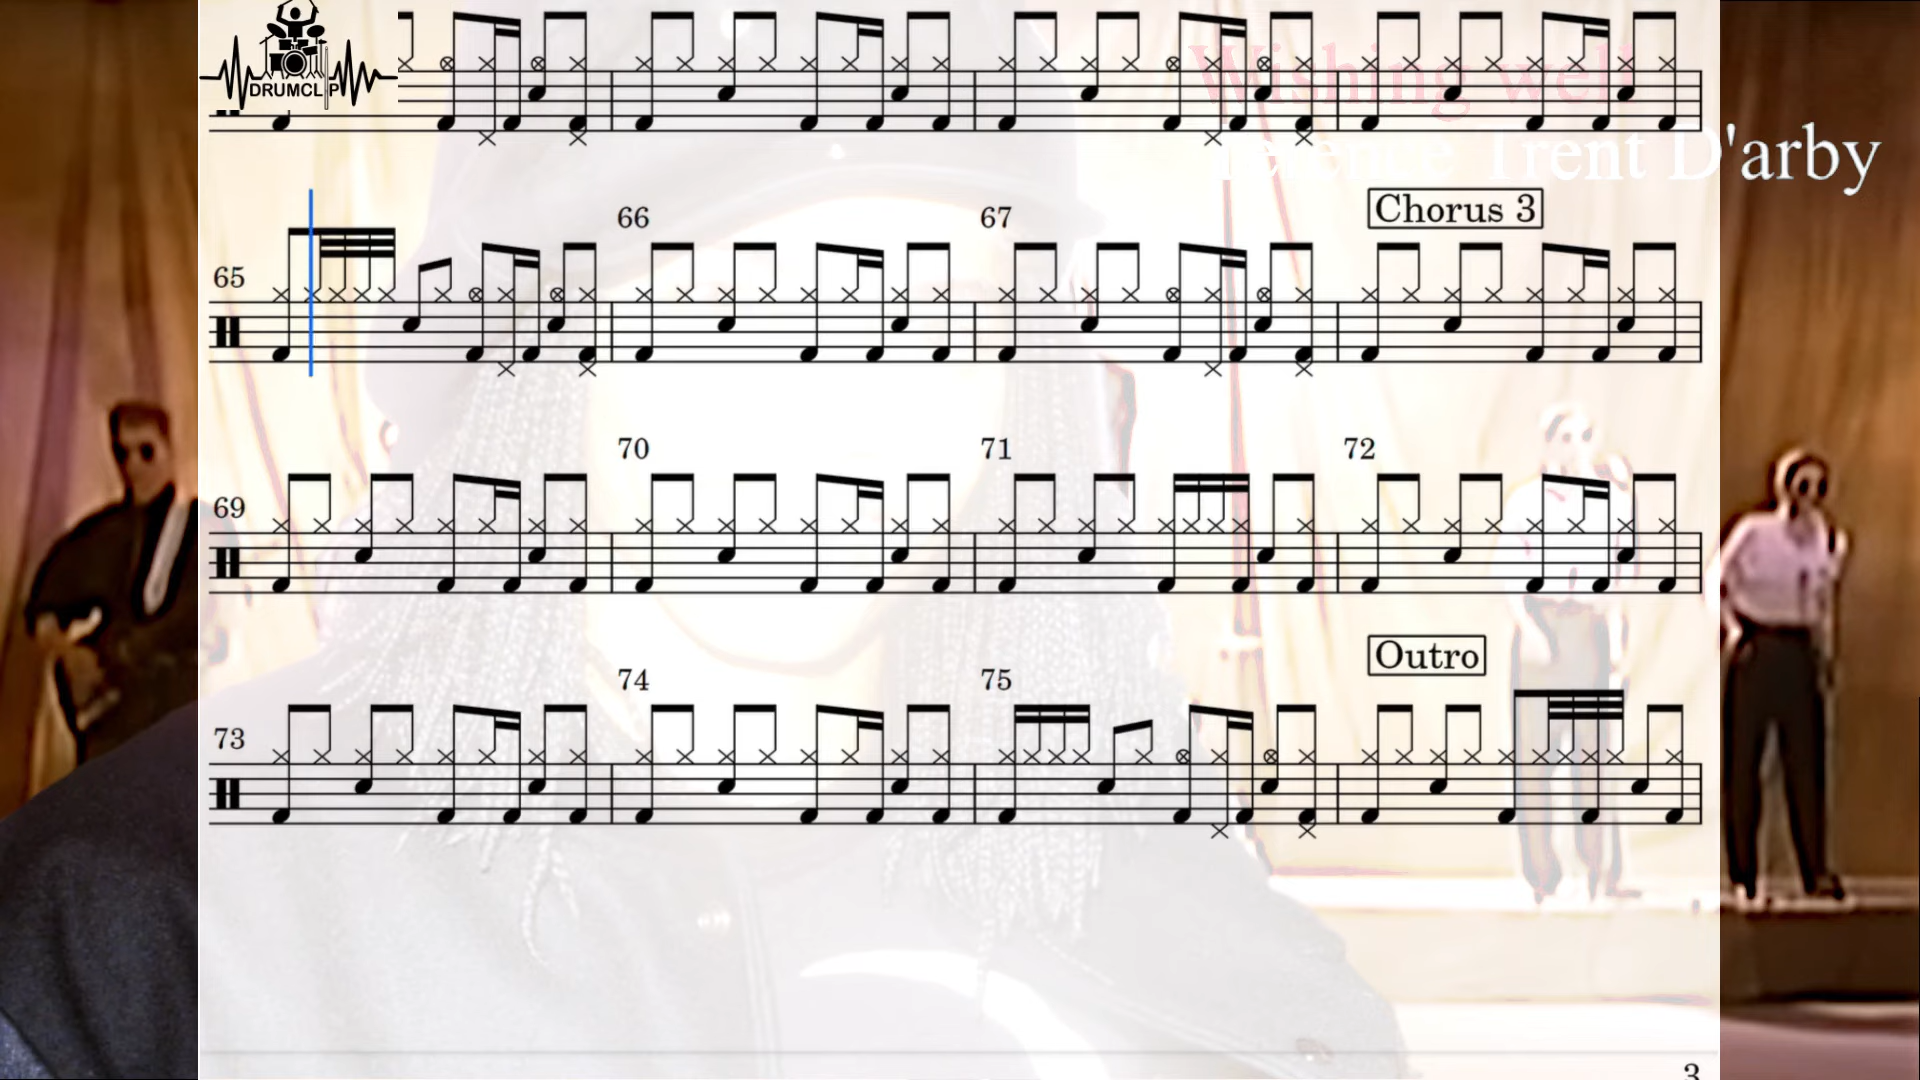 DRUMCLIP
Wishing well
Terence Trent D'arby
65
66
67
Chorus 3
69
70
71
72
73
74
75
Outro
3